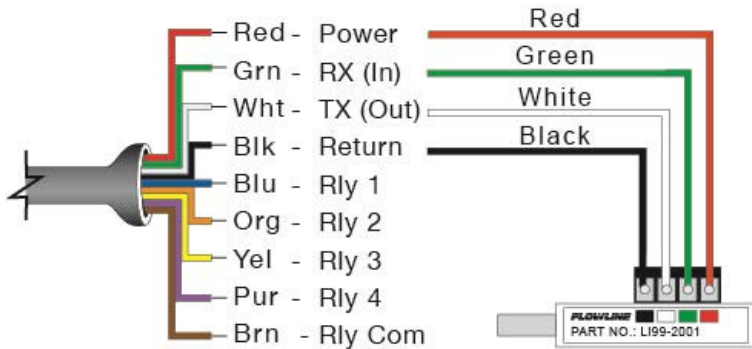 Red - Power Red
Grn - RX (In) Green
Wht - TX (Out) White
Blk - Return Black
Blu - Rly 1
Org - Rly 2
Yel - Rly 3
Pur - Rly 4
Brn - Rly Com
FLOWLINE
PART NO.: LI99-2001